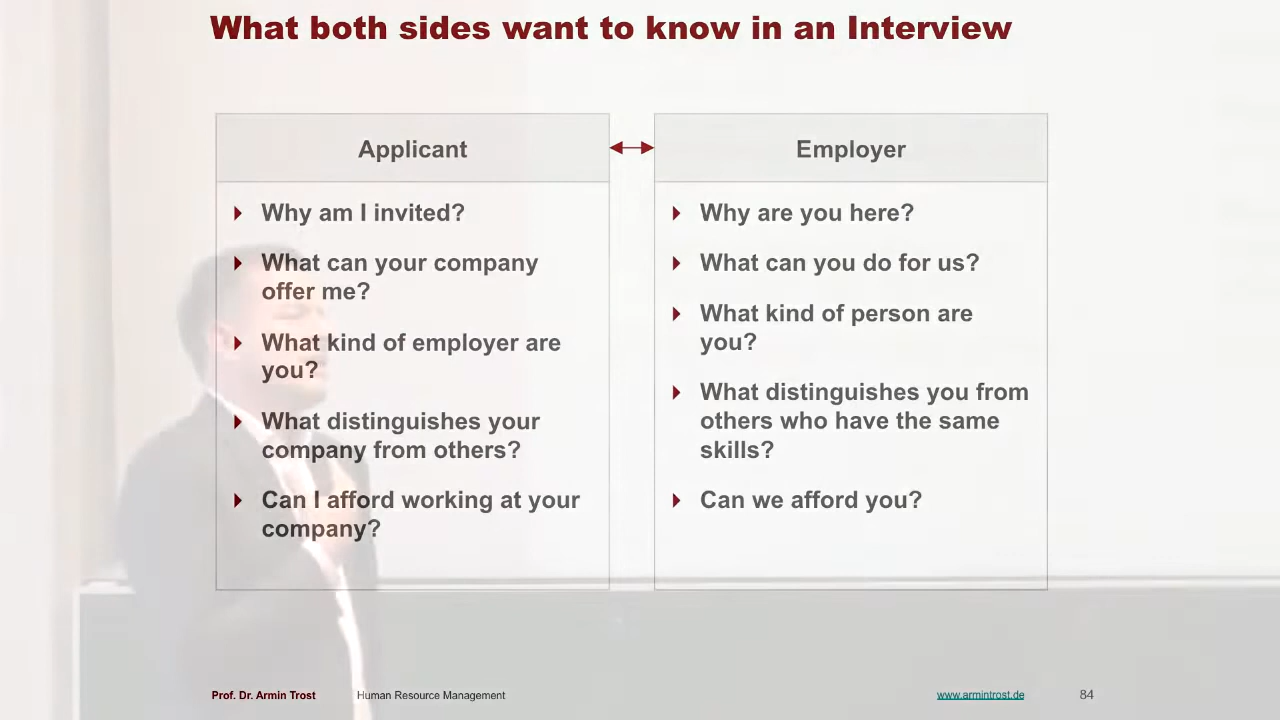 What both sides want to know in an Interview
Applicant
Why am I invited?
What can your company
offer me?
What kind of employer are
you?
What distinguishes your
company from others?
Can I afford working at your
company?
Employer
Why are you here?
What can you do for us?
What kind of person are
you?
What distinguishes you from
others who have the same
skills?
Can we afford you?
Prof. Dr. Armin Trost Human Resource Management www.armintrost.de 84